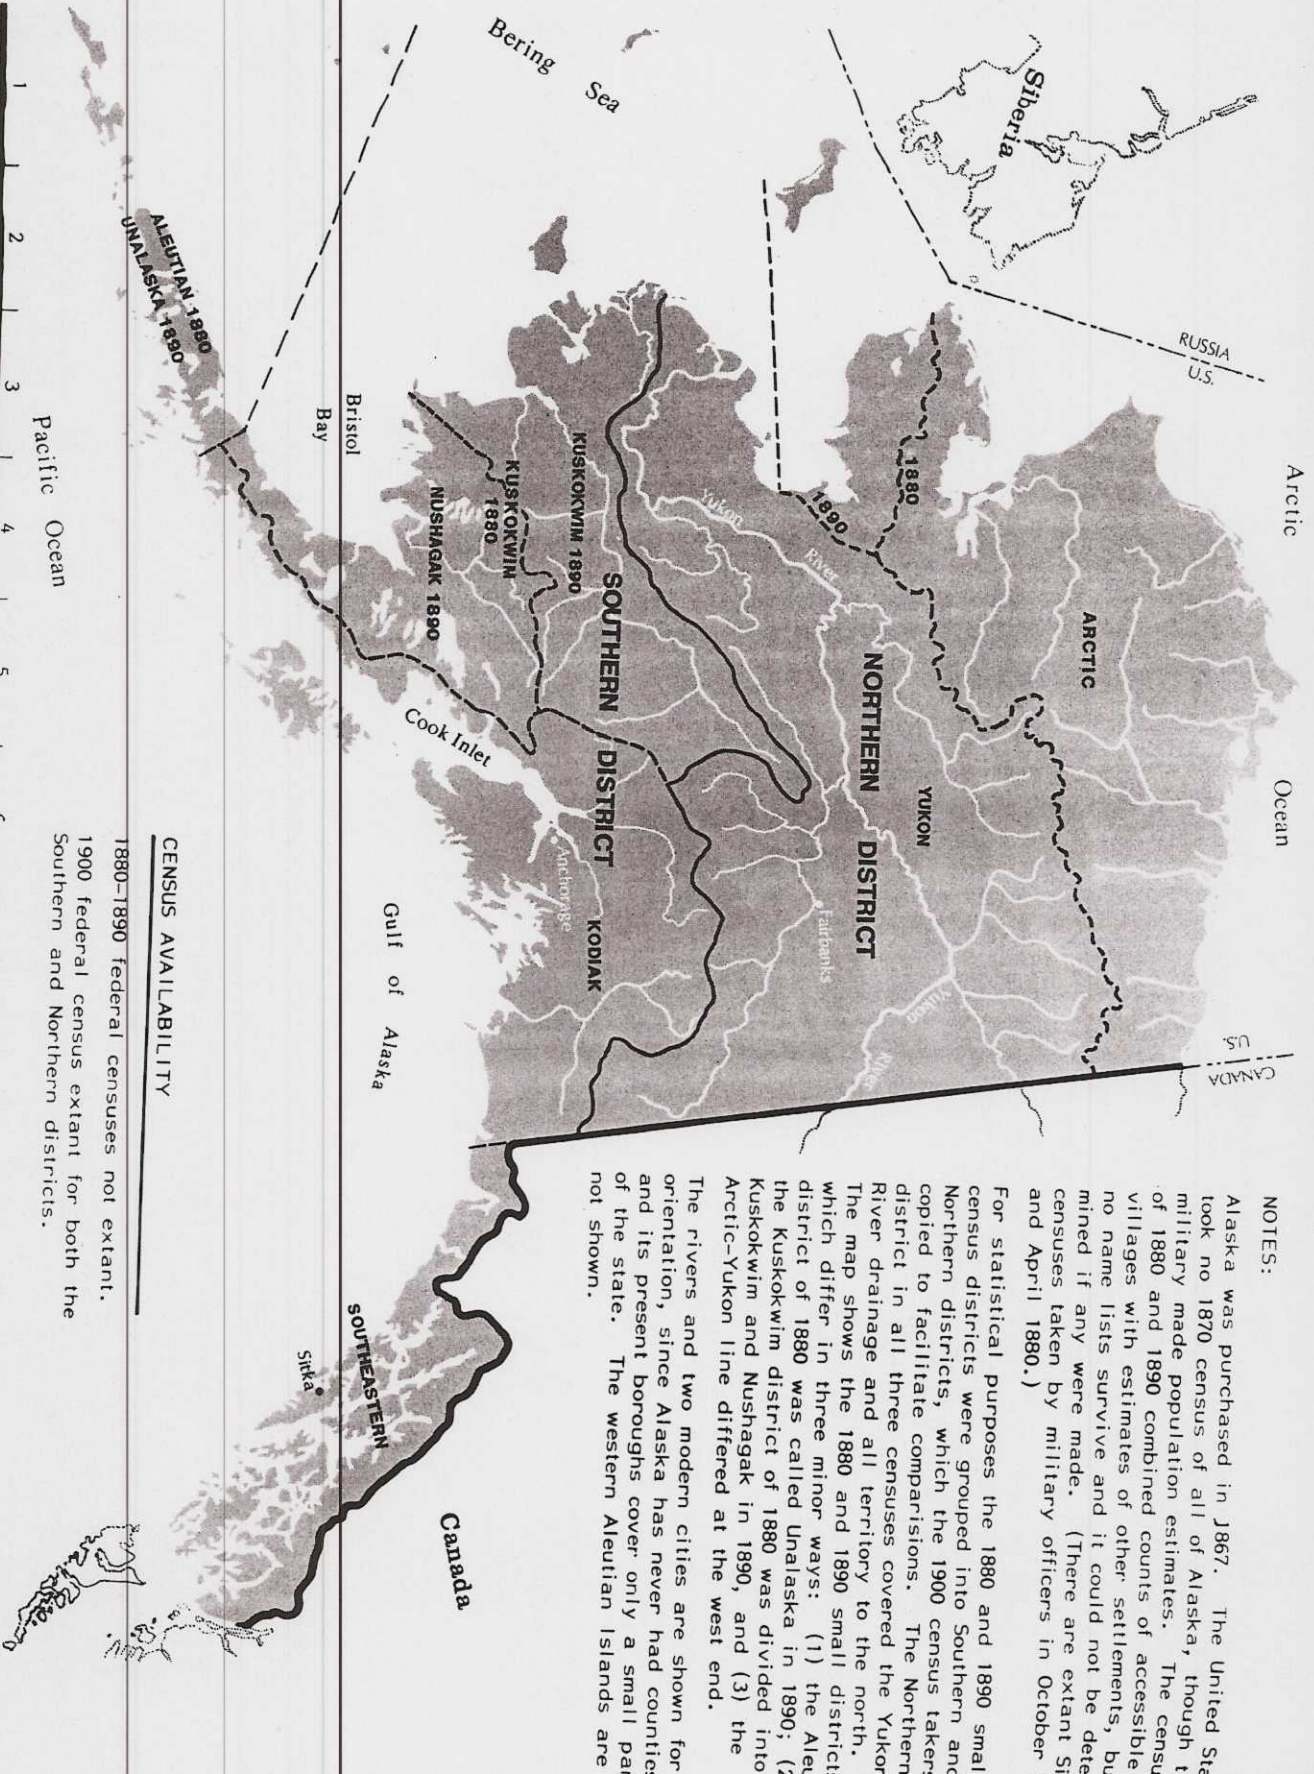 Arctic
Ocean
Siberia
RUSSIA
U.S.
U.S.
CANADA
Bering
Sea
ARCTIC
1880
1890
YUKON
Yukon
River
NORTHERN DISTRICT
Fairbanks
Yukon
River
KUSKOKWIM 1890
SOUTHERN DISTRICT
KUSKOKWIM
1880
NUSHAGAK 1890
Anchorage
KODIAK
Cook Inlet
Bristol
Bay
Gulf of Alaska
Canada
SOUTHEASTERN
Sitka
ALEUTIAN 1880
UNALASKA 1890
Pacific Ocean
NOTES:
Alaska was purchased in 1867. The United Sta
took no 1870 census of all of Alaska, though t
military made population estimates. The censu
of 1880 and 1890 combined counts of accessible
villages with estimates of other settlements, bu
no name lists survive and it could not be dete
mined if any were made. (There are extant Si
censuses taken by military officers in October
and April 1880.)
For statistical purposes the 1880 and 1890 smal
census districts were grouped into Southern and
Northern districts, which the 1900 census takers
copied to facilitate comparisions. The Northern
district in all three censuses covered the Yukon
River drainage and all territory to the north.
The map shows the 1880 and 1890 small districts
which differ in three minor ways: (1) the Aleu
district of 1880 was called Unalaska in 1890; (2
the Kuskokwim district of 1880 was divided into
Kuskokwim and Nushagak in 1890, and (3) the
Arctic-Yukon line differed at the west end.
The rivers and two modern cities are shown for
orientation, since Alaska has never had counties
and its present boroughs cover only a small par
of the state. The western Aleutian Islands are
not shown.
CENSUS AVAILABILITY
1880-1890 federal censuses not extant.
1900 federal census extant for both the
Southern and Northern districts.
1 2 3 4 5